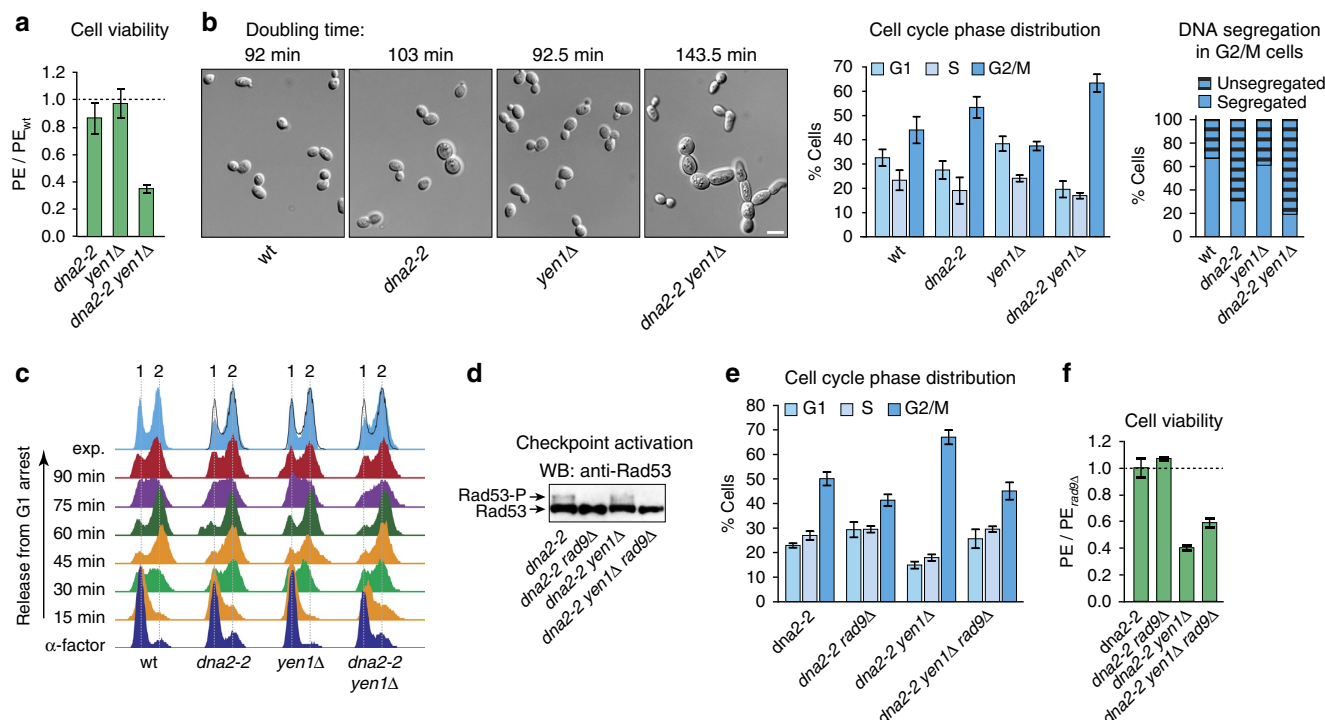 a
Cell viability
PE / PEwt
1.2
1.0
0.8
0.6
0.4
0.2
0
dna2-2
yen1Δ
dna2-2 yen1Δ
b
Doubling time:
92 min
103 min
92.5 min
143.5 min
wt
dna2-2
yen1Δ
dna2-2 yen1Δ
Cell cycle phase distribution
G1 S G2/M
% Cells
70
60
50
40
30
20
10
0
wt
dna2-2
yen1Δ
dna2-2 yen1Δ
DNA segregation
in G2/M cells
Unsegregated
Segregated
% Cells
100
80
60
40
20
0
wt
dna2-2
yen1Δ
dna2-2 yen1Δ
c
1 2 1 2 1 2 1 2
Release from G1 arrest
exp.
90 min
75 min
60 min
45 min
30 min
15 min
α-factor
wt
dna2-2
yen1Δ
dna2-2
yen1Δ
d
Checkpoint activation
WB: anti-Rad53
Rad53-P
Rad53
dna2-2
dna2-2 rad9Δ
dna2-2 yen1Δ
dna2-2 yen1Δ rad9Δ
e
Cell cycle phase distribution
G1 S G2/M
% Cells
80
70
60
50
40
30
20
10
0
dna2-2
dna2-2 rad9Δ
dna2-2 yen1Δ
dna2-2 yen1Δ rad9Δ
f
Cell viability
PE / PErad9Δ
1.2
1.0
0.8
0.6
0.4
0.2
0.0
dna2-2
dna2-2 rad9Δ
dna2-2 yen1Δ
dna2-2 yen1Δ rad9Δ